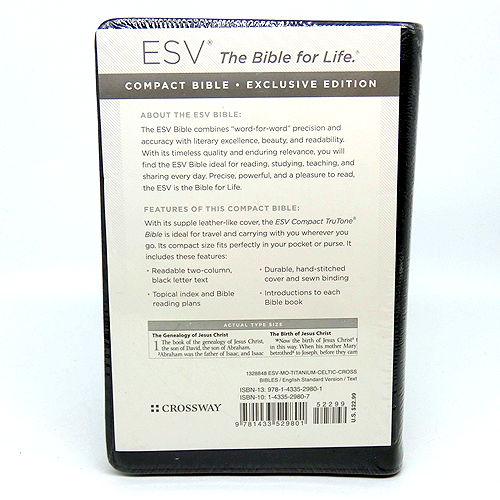 ESV® The Bible for Life.®
COMPACT BIBLE • EXCLUSIVE EDITION
ABOUT THE ESV BIBLE:
The ESV Bible combines "word-for-word" precision and
accuracy with literary excellence, beauty, and readability.
With its timeless quality and enduring relevance, you will
find the ESV Bible ideal for reading, studying, teaching, and
sharing every day. Precise, powerful, and a pleasure to read,
the ESV is the Bible for Life.
FEATURES OF THIS COMPACT BIBLE:
With its supple leather-like cover, the ESV Compact TruTone®
Bible is ideal for travel and carrying with you wherever you
go. Its compact size fits perfectly in your pocket or purse. It
includes these features:
• Readable two-column,
black letter text
• Topical index and Bible
reading plans
• Durable, hand-stitched
cover and sewn binding
• Introductions to each
Bible book
ACTUAL TYPE SIZE
The Genealogy of Jesus Christ
1 The book of the genealogy of Jesus Christ,
the son of David, the son of Abraham.
2Abraham was the father of Isaac, and Isaac
The Birth of Jesus Christ
18Now the birth of Jesus Christ
in this way. When his mother Mary
betrothed to Joseph, before they cam
1328848 ESV-MO-TITANIUM-CELTIC-CROSS
BIBLES / English Standard Version / Text
ISBN-13: 978-1-4335-2980-1
ISBN-10: 1-4335-2980-7
CROSSWAY
52299
9 781433 529801
U.S. $22.99